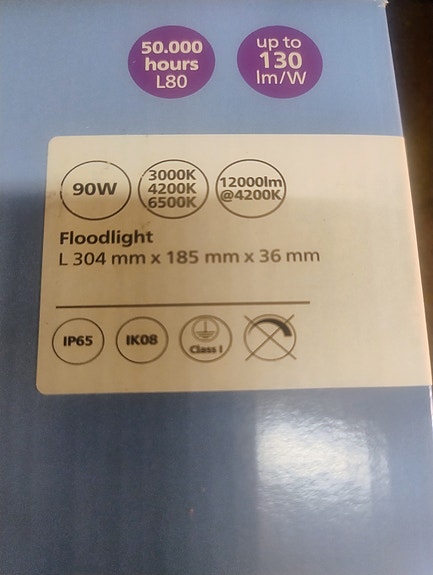 50.000
hours
L80
up to
130
lm/W
90W
3000K
4200K
6500K
12000lm
@4200K
Floodlight
L 304 mm x 185 mm x 36 mm
IP65
IK08
Class I